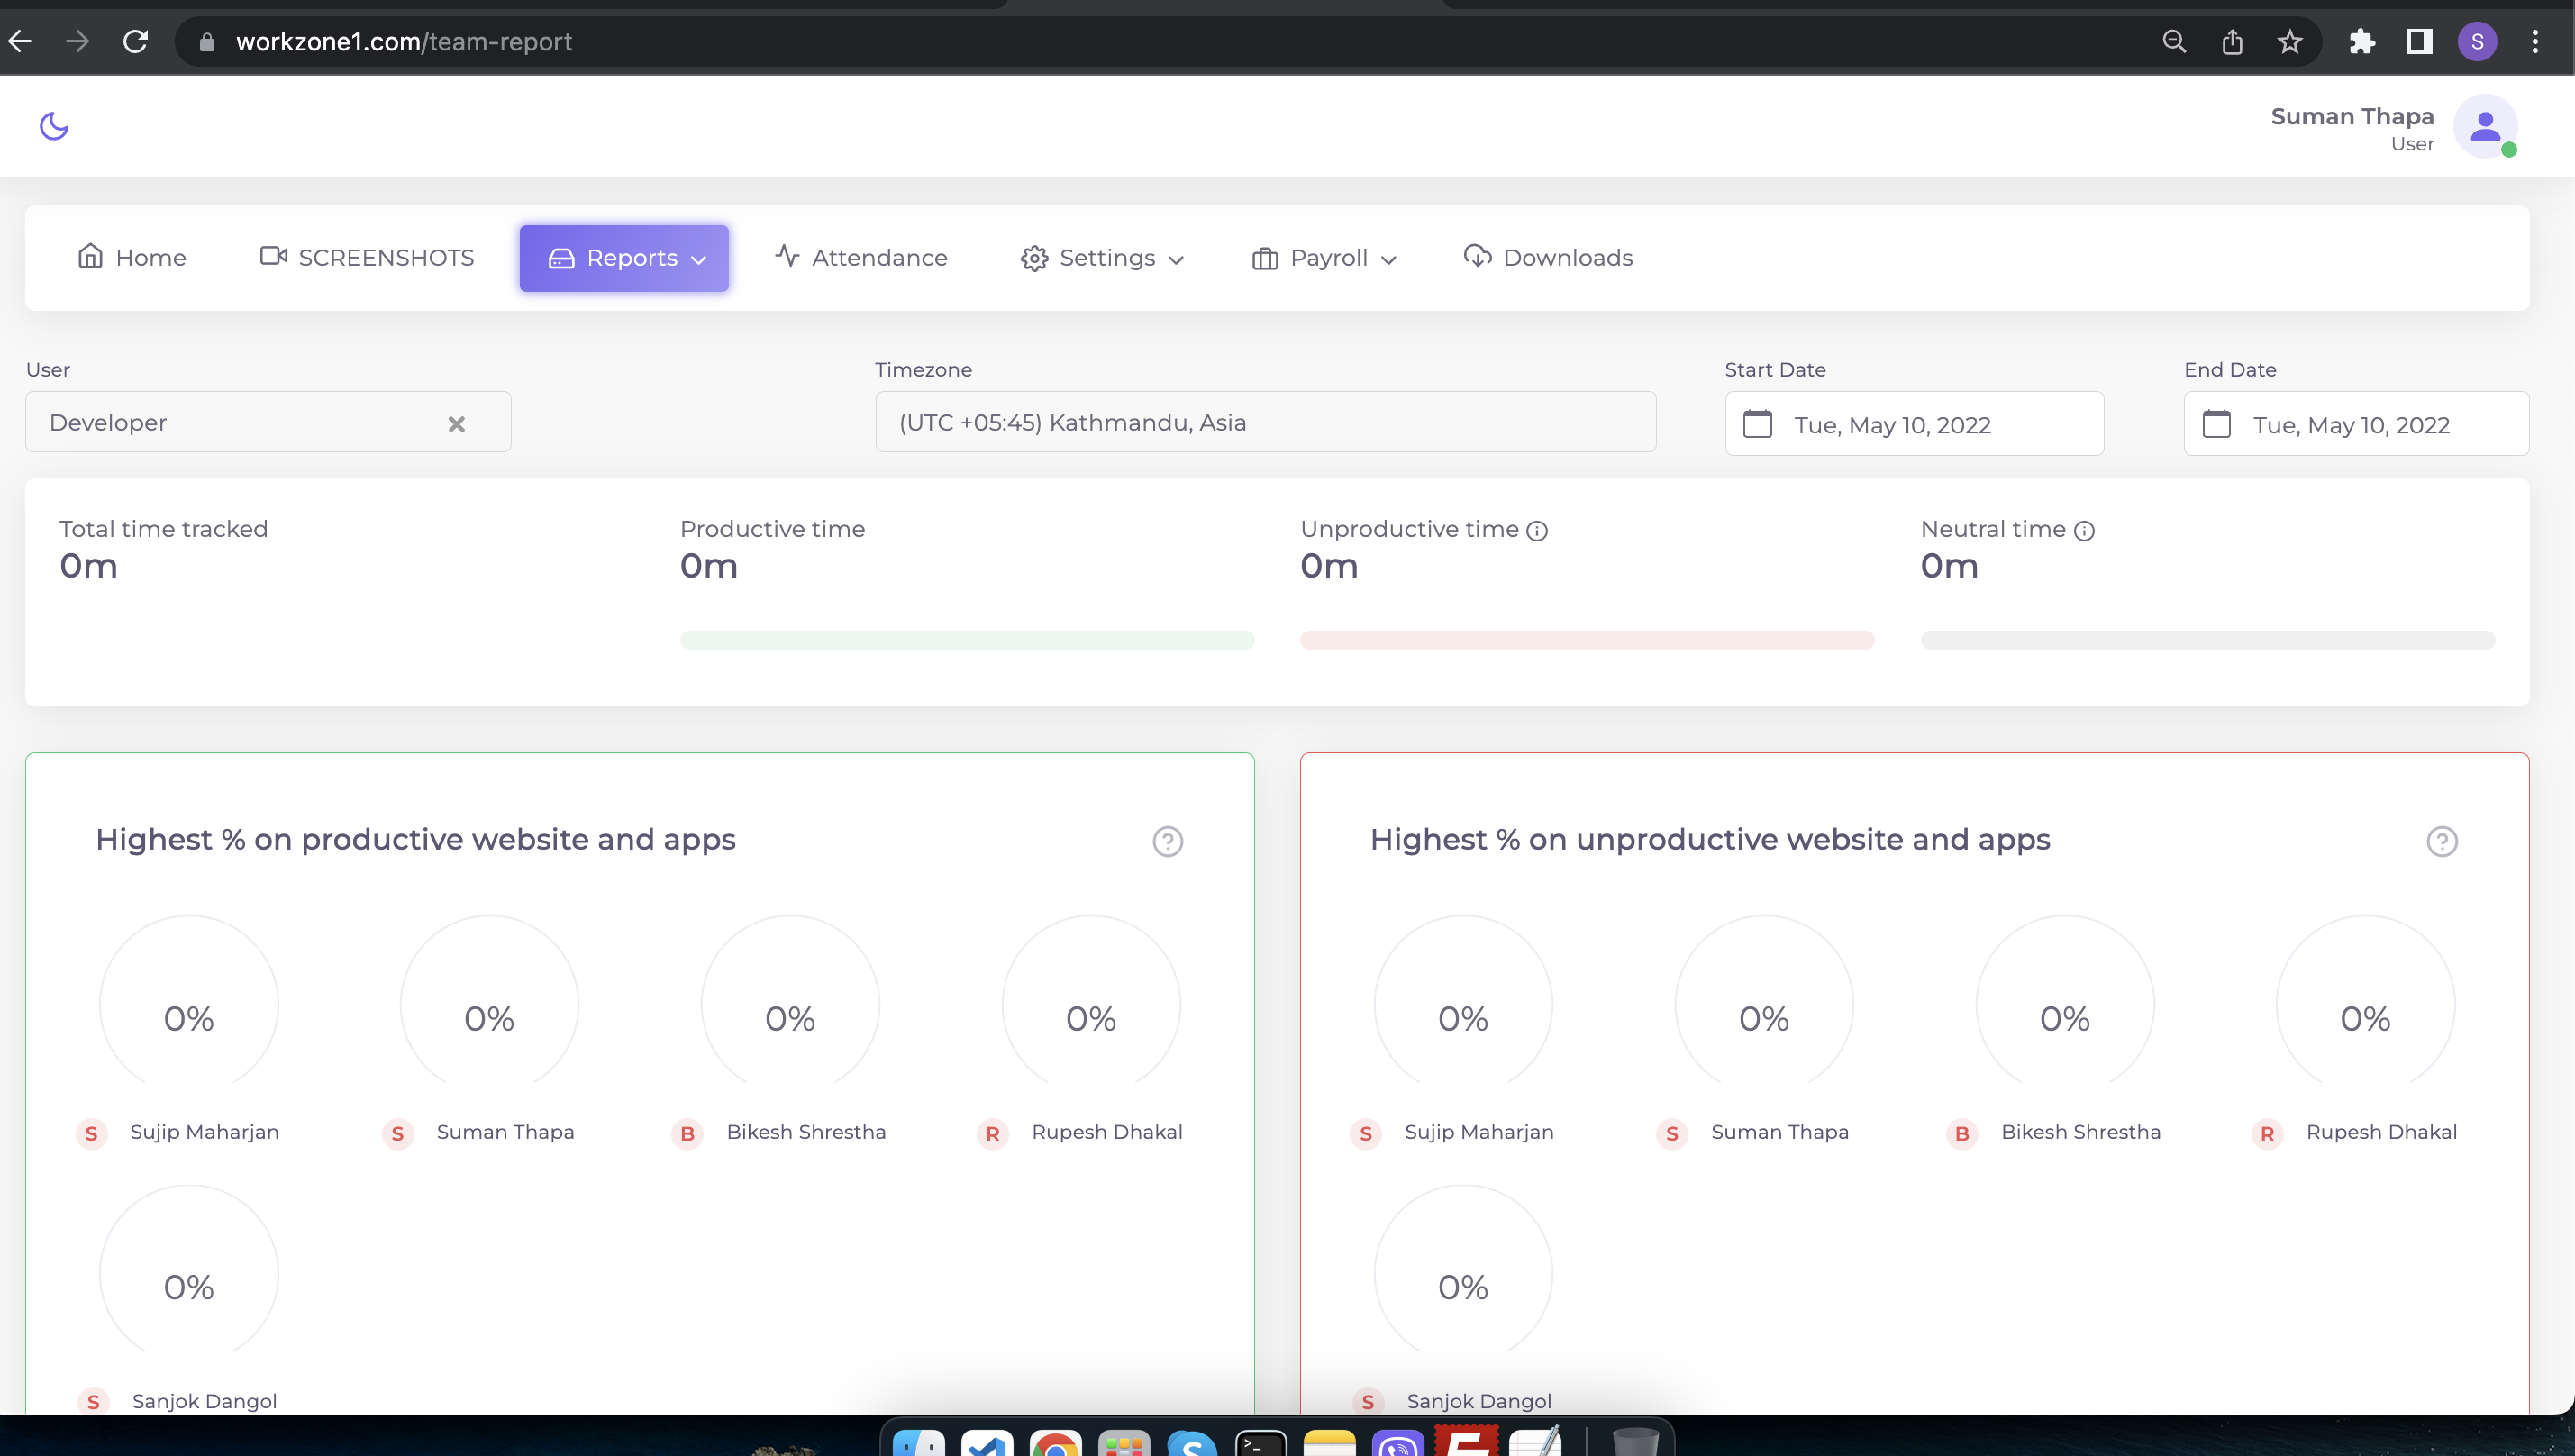 workzone1.com/team-report
S
Suman Thapa
User
Home SCREENSHOTS Reports Attendance Settings Payroll Downloads
User Timezone Start Date End Date
Developer (UTC +05:45) Kathmandu, Asia Tue, May 10, 2022 Tue, May 10, 2022
Total time tracked Productive time Unproductive time Neutral time
0m 0m 0m 0m
Highest % on productive website and apps
0% 0% 0% 0%
S Sujip Maharjan S Suman Thapa B Bikesh Shrestha R Rupesh Dhakal
0%
S Sanjok Dangol
Highest % on unproductive website and apps
0% 0% 0% 0%
S Sujip Maharjan S Suman Thapa B Bikesh Shrestha R Rupesh Dhakal
0%
S Sanjok Dangol